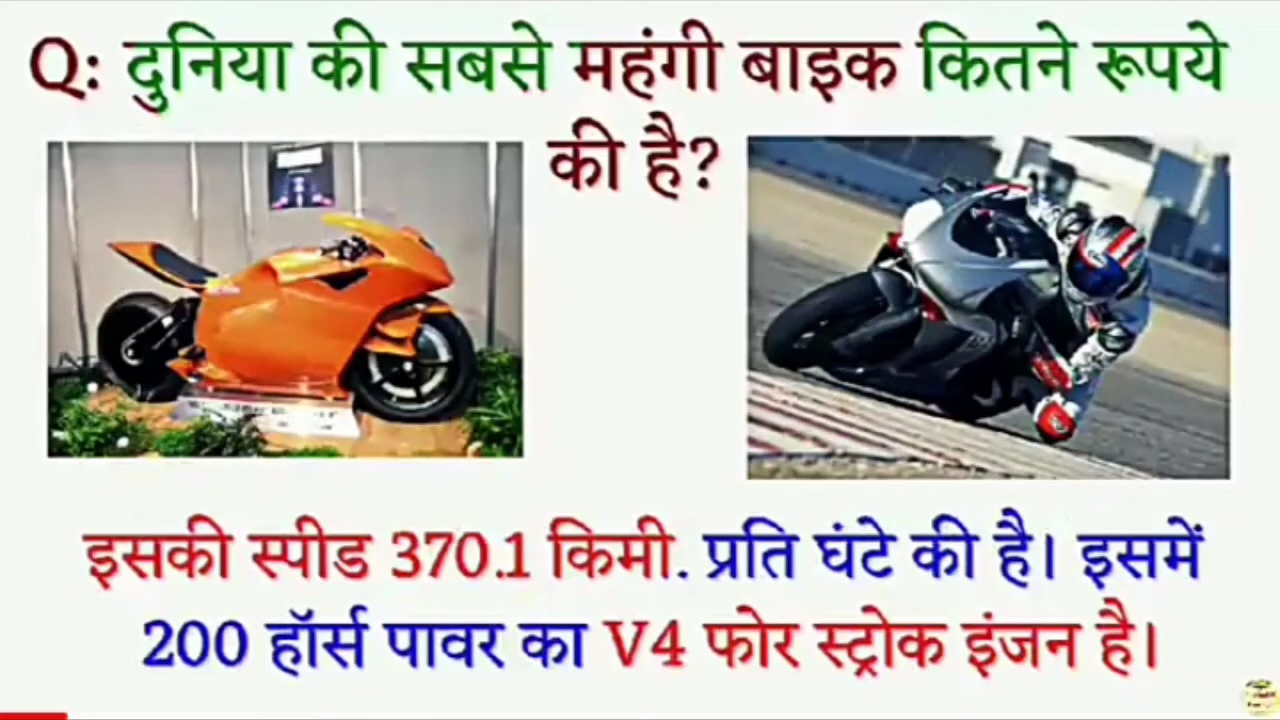 Q: दुनिया की सबसे महंगी बाइक कितने रूपये
की है?
इसकी स्पीड 370.1 किमी. प्रति घंटे की है। इसमें
200 हॉर्स पावर का V4 फोर स्ट्रोक इंजन है।